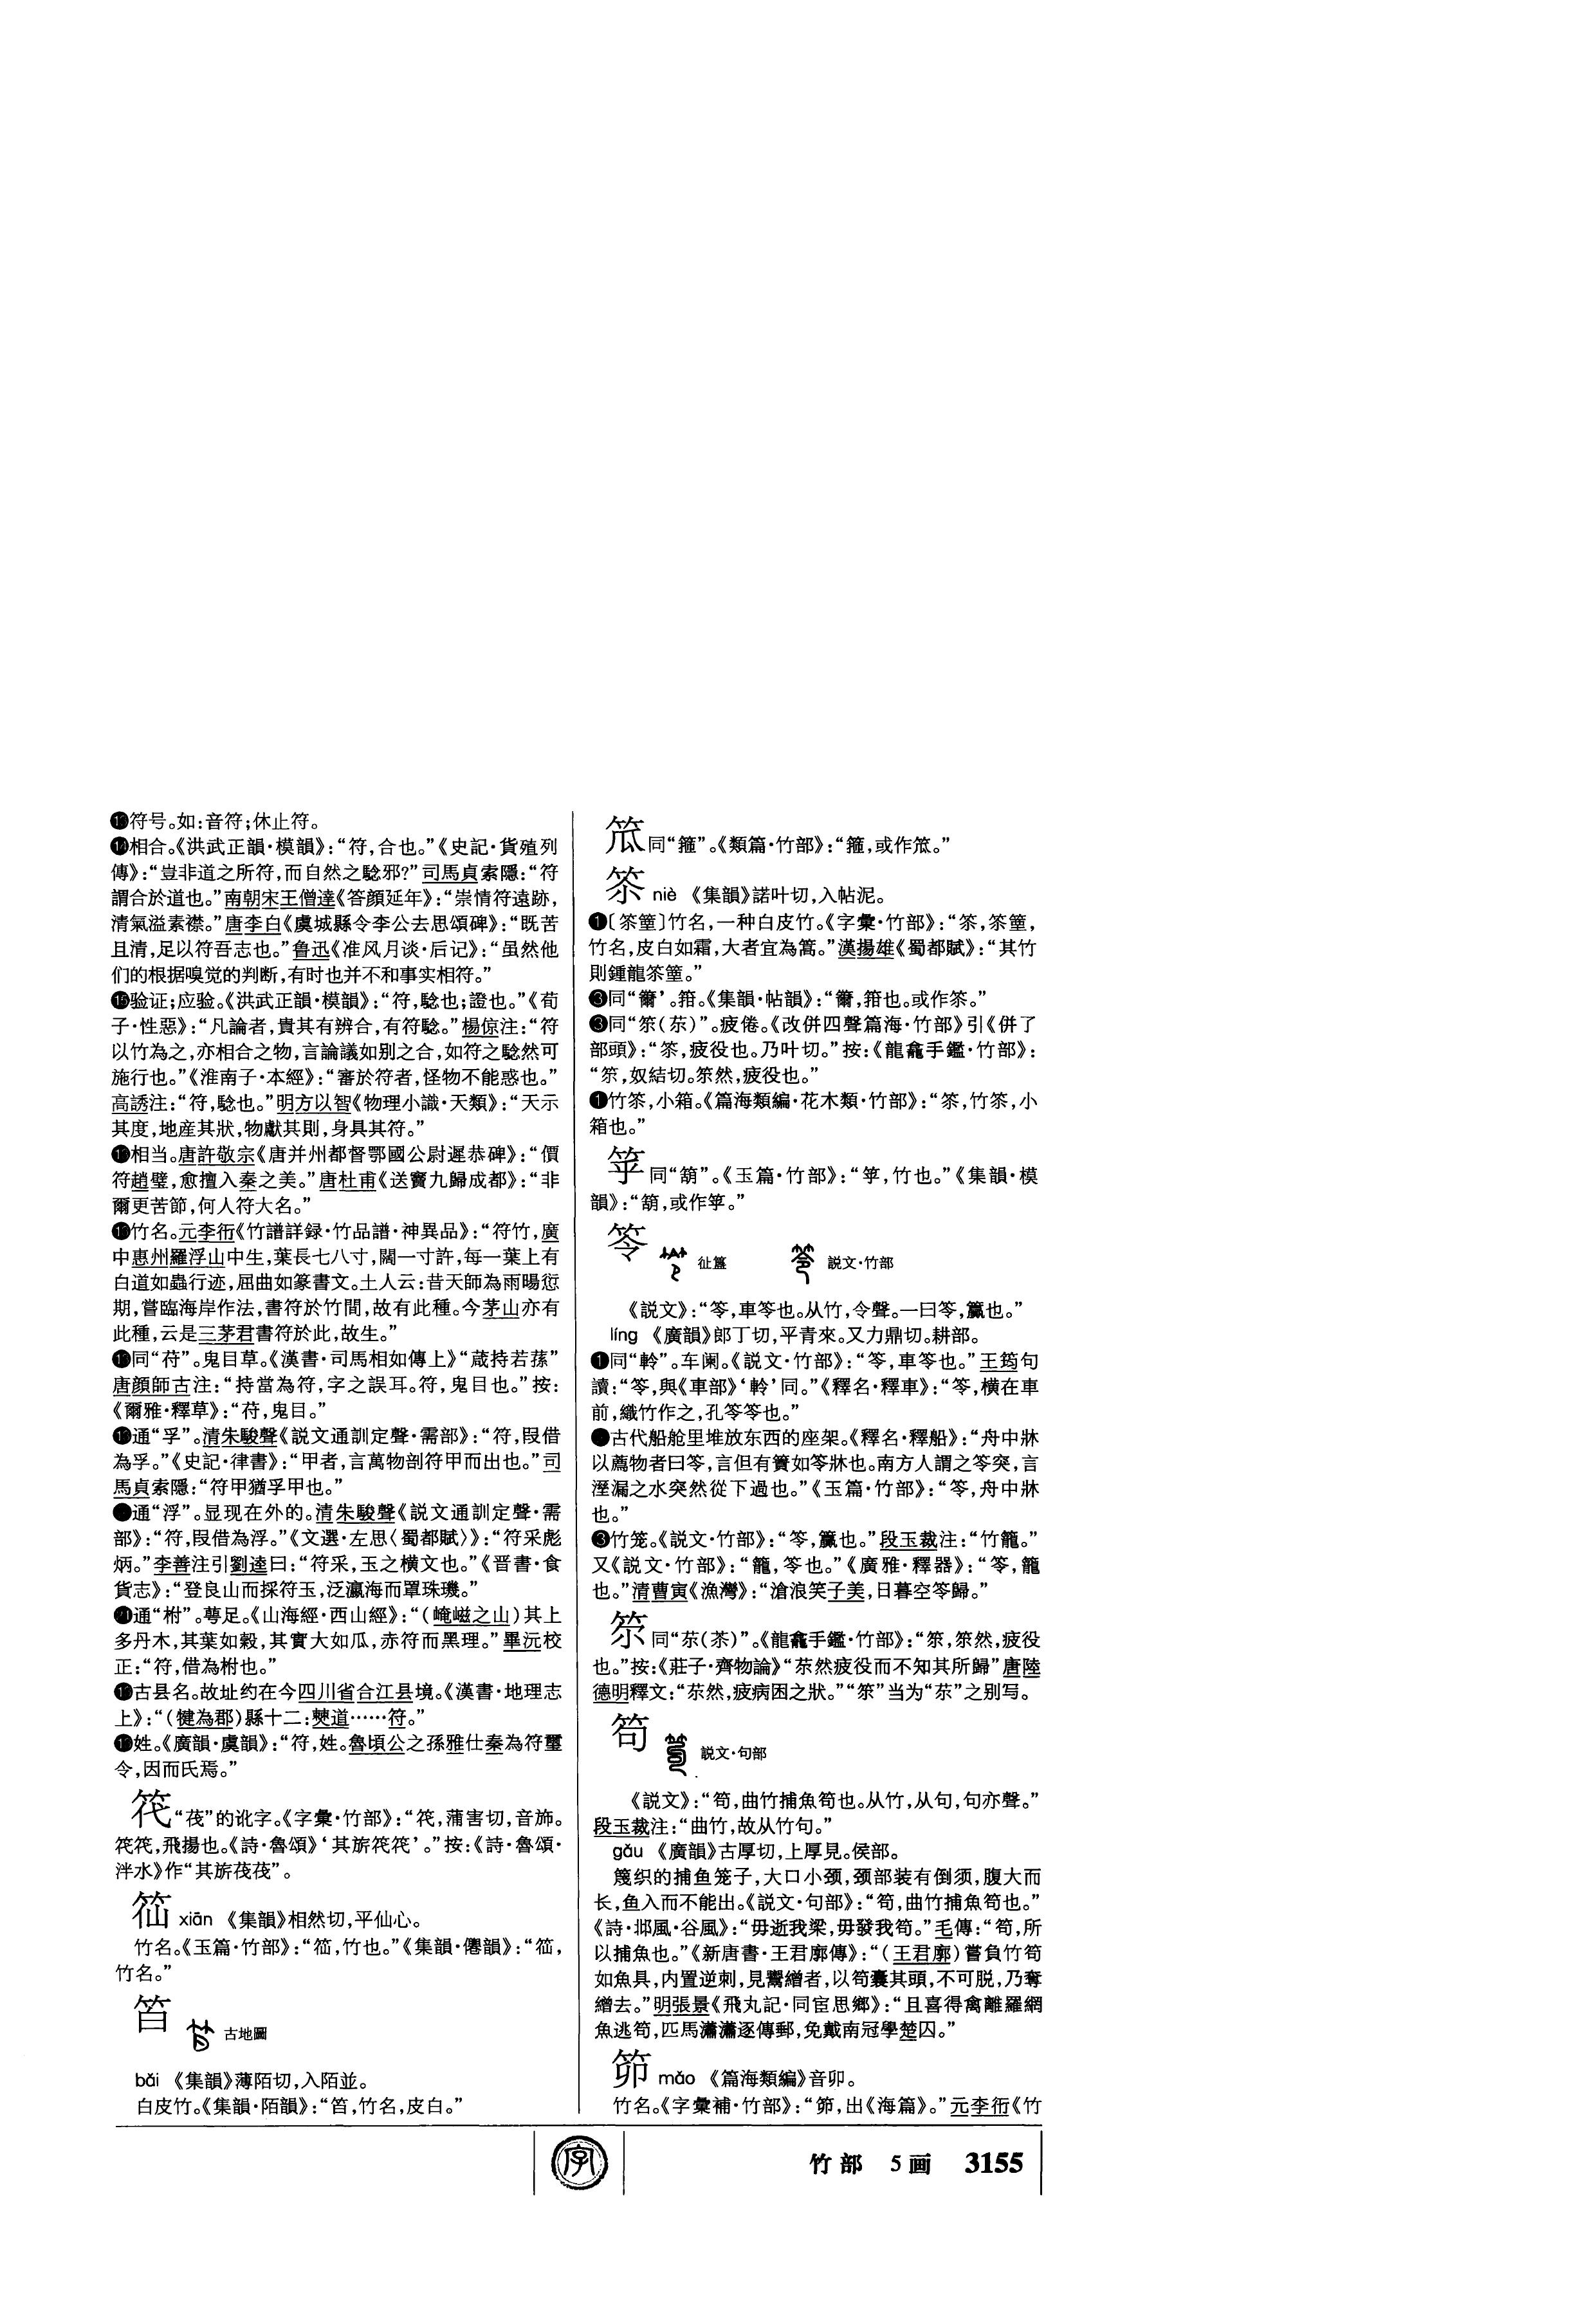 ⓭符号。如:音符;休止符。
⓮相合。《洪武正韻·模韻》:“符,合也。”《史記·貨殖列
傳》:“豈非道之所符,而自然之驗邪?”司馬貞索隱:“符
謂合於道也。”南朝宋王僧達《答顔延年》:“崇情符遠跡,
清氣溢素襟。”唐李白《虞城縣令李公去思頌碑》:“既苦
且清,足以符吾志也。”鲁迅《准风月谈·后记》:“虽然他
们的根据嗅觉的判断,有时也并不和事实相符。”
⓯验证;应验。《洪武正韻·模韻》:“符,驗也;證也。”《荀
子·性惡》:“凡論者,貴其有辨合,有符驗。”楊倞注:“符
以竹為之,亦相合之物,言論議如别之合,如符之驗然可
施行也。”《淮南子·本經》:“審於符者,怪物不能惑也。”
高誘注:“符,驗也。”明方以智《物理小識·天類》:“天示
其度,地産其狀,物獻其則,身具其符。”
相当。唐許敬宗《唐并州都督鄂國公尉遲恭碑》:“價
符趙璧,愈擅入秦之美。”唐杜甫《送竇九歸成都》:“非
爾更苦節,何人符大名。”
竹名。元李衎《竹譜詳録·竹品譜·神異品》:“符竹,廣
中惠州羅浮山中生,葉長七八寸,闊一寸許,每一葉上有
白道如蟲行迹,屈曲如篆書文。土人云:昔天師為雨暘愆
期,嘗臨海岸作法,書符於竹間,故有此種。今茅山亦有
此種,云是三茅君書符於此,故生。”
同“苻”。鬼目草。《漢書·司馬相如傳上》“葴持若蓀”
唐顔師古注:“持當為符,字之誤耳。符,鬼目也。”按:
《爾雅·釋草》:“苻,鬼目。”
通“孚”。清朱駿聲《説文通訓定聲·需部》:“符,叚借
為孚。”《史記·律書》:“甲者,言萬物剖符甲而出也。”司
馬貞索隱:“符甲猶孚甲也。”
通“浮”。显现在外的。清朱駿聲《説文通訓定聲·需
部》:“符,叚借為浮。”《文選·左思〈蜀都賦〉》:“符采彪
炳。”李善注引劉逵曰:“符采,玉之横文也。”《晋書·食
貨志》:“登良山而採符玉,泛瀛海而罩珠璣。”
通“柎”。萼足。《山海經·西山經》:“(崦嵫之山)其上
多丹木,其葉如穀,其實大如瓜,赤符而黑理。”畢沅校
正:“符,借為柎也。”
古县名。故址约在今四川省合江县境。《漢書·地理志
上》:“(犍為郡)縣十二:僰道……符。”
姓。《廣韻·虞韻》:“符,姓。魯頃公之孫雅仕秦為符璽
令,因而氏焉。”
笩“茷”的讹字。《字彙·竹部》:“笩,蒲害切,音斾。
笩笩,飛揚也。《詩·魯頌》‘其旂笩笩’。”按:《詩·魯頌·
泮水》作“其旂茷茷”。
笽 xiān 《集韻》相然切,平仙心。
竹名。《玉篇·竹部》:“笽,竹也。”《集韻·僊韻》:“笽,
竹名。”
䇞 古地圖
bái 《集韻》薄陌切,入陌並。
白皮竹。《集韻·陌韻》:“䇞,竹名,皮白。”
笟同“箍”。《類篇·竹部》:“箍,或作笟。”
䇣 niè 《集韻》諾叶切,入帖泥。
❶〔䇣篁〕竹名,一种白皮竹。《字彙·竹部》:“䇣,䇣篁,
竹名,皮白如霜,大者宜為篙。”漢揚雄《蜀都賦》:“其竹
則鍾龍䇣篁。”
❸同“籋’。箝。《集韻·帖韻》:“籋,箝也。或作䇣。”
❸同“笨(苶)”。疲倦。《改併四聲篇海·竹部》引《併了
部頭》:“䇣,疲役也。乃叶切。”按:《龍龕手鑑·竹部》:
“䇣,奴結切。䇣然,疲役也。”
❶竹䇣,小箱。《篇海類編·花木類·竹部》:“䇣,竹䇣,小
箱也。”
䇔同“箶”。《玉篇·竹部》:“䇔,竹也。”《集韻·模
韻》:“箶,或作䇔。”
笭 説文·竹部
《説文》:“笭,車笭也。从竹,令聲。一曰笭,籯也。”
líng 《廣韻》郎丁切,平青來。又力鼎切。耕部。
❶同“軨”。车阑。《説文·竹部》:“笭,車笭也。”王筠句
讀:“笭,與《車部》‘軨’同。”《釋名·釋車》:“笭,横在車
前,織竹作之,孔笭笭也。”
●古代船舱里堆放东西的座架。《釋名·釋船》:“舟中牀
以薦物者曰笭,言但有簀如笭牀也。南方人謂之笭突,言
溼漏之水突然從下過也。”《玉篇·竹部》:“笭,舟中牀
也。”
❸竹笼。《説文·竹部》:“笭,籯也。”段玉裁注:“竹籠。”
又《説文·竹部》:“籠,笭也。”《廣雅·釋器》:“笭,籠
也。”清曹寅《漁灣》:“滄浪笑子美,日暮空笭歸。”
同“苶(茶)”。《龍龕手鑑·竹部》:“䇣,䇣然,疲役
也。”按:《莊子·齊物論》“苶然疲役而不知其所歸”唐陸
德明釋文:“苶然,疲病困之狀。”“䇣”当为“苶”之别写。
笱 説文·句部
《説文》:“笱,曲竹捕魚笱也。从竹,从句,句亦聲。”
段玉裁注:“曲竹,故从竹句。”
gǒu 《廣韻》古厚切,上厚見。侯部。
篾织的捕鱼笼子,大口小颈,颈部装有倒须,腹大而
长,鱼入而不能出。《説文·句部》:“笱,曲竹捕魚笱也。”
《詩·邶風·谷風》:“毋逝我梁,毋發我笱。”毛傳:“笱,所
以捕魚也。”《新唐書·王君廓傳》:“(王君廓)嘗負竹笱
如魚具,内置逆刺,見鬻繒者,以笱囊其頭,不可脱,乃奪
繒去。”明張景《飛丸記·同宦思鄉》:“且喜得禽離羅網
魚逃笱,匹馬瀟瀟逐傳郵,免戴南冠學楚囚。”
笷 mǎo 《篇海類編》音卯。
竹名。《字彙補·竹部》:“笷,出《海篇》。”元李衎《竹
字
竹部 5画 3155